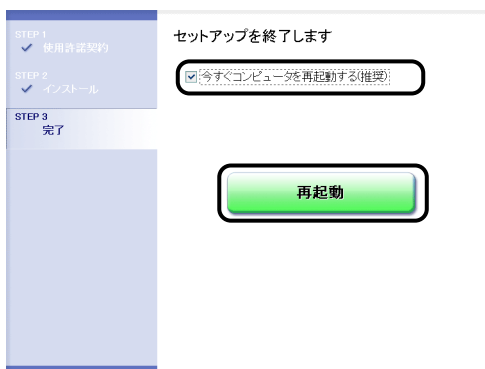 STEP 1
使用許諾契約
STEP 2
インストール
STEP 3
完了
セットアップを終了します
今すぐコンピュータを再起動する(推奨)
再起動